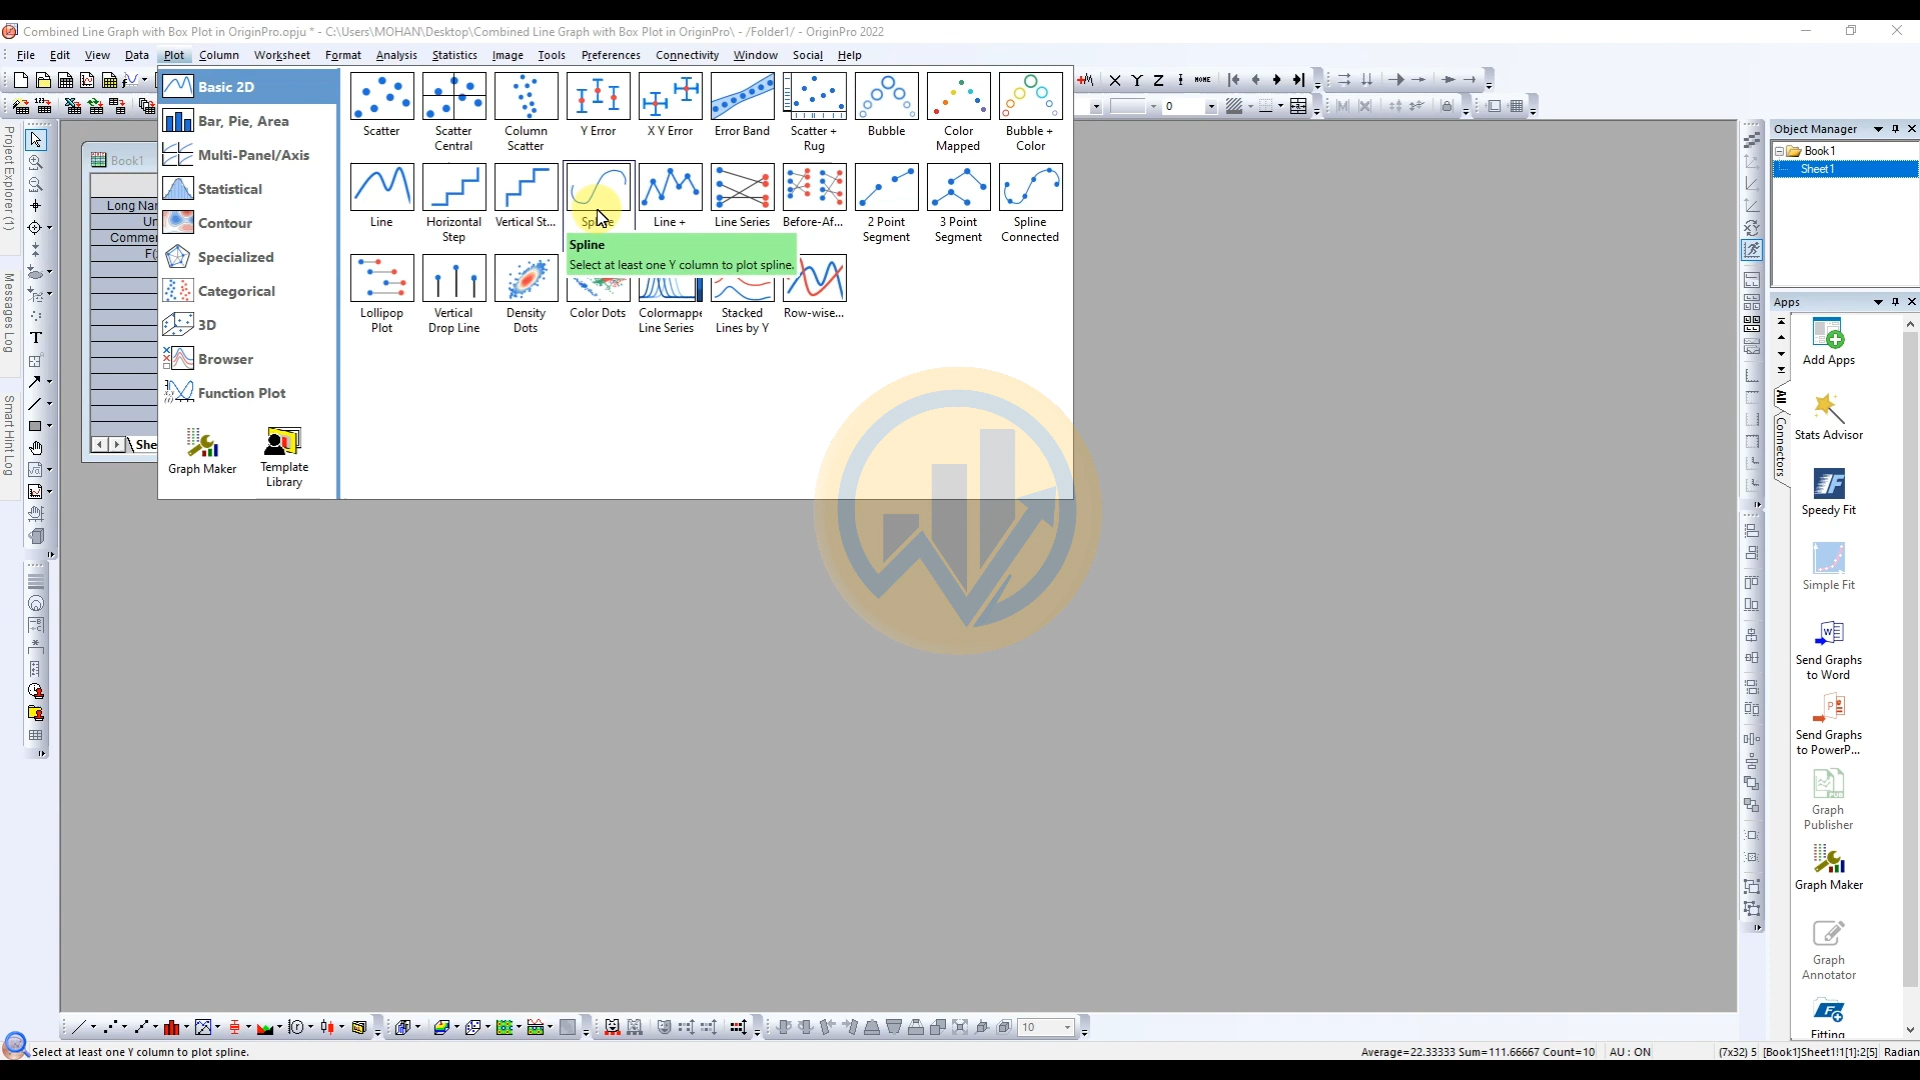 Combined Line Graph with Box Plot in OriginPro.opju * - C:\Users\MOHAN\Desktop\Combined Line Graph with Box Plot in OriginPro\ - /Folder1/ - OriginPro 2022
File Edit View Data Plot Column Worksheet Format Analysis Statistics Image Tools Preferences Connectivity Window Social Help
Basic 2D
Bar, Pie, Area
Multi-Panel/Axis
Statistical
Contour
Specialized
Categorical
3D
Browser
Function Plot
Graph Maker
Template
Library
Scatter
Scatter
Central
Column
Scatter
Y Error
X Y Error
Error Band
Scatter +
Rug
Bubble
Color
Mapped
Bubble +
Color
Line
Horizontal
Step
Vertical St...
Spline
Line +
Line Series
Before-Af...
2 Point
Segment
3 Point
Segment
Spline
Connected
Spline
Select at least one Y column to plot spline.
Lollipop
Plot
Vertical
Drop Line
Density
Dots
Color Dots
Colormappe
Line Series
Stacked
Lines by Y
Row-wise...
X Y Z HOME
0
Project Explorer (1)
Messages Log
Smart Hint Log
Book1
Long Nar
Un
Comme
F(
She
T
Object Manager
Book1
Sheet1
Apps
All
Connectors
Add Apps
Stats Advisor
Speedy Fit
Simple Fit
Send Graphs
to Word
Send Graphs
to PowerP...
Graph
Publisher
Graph Maker
Graph
Annotator
Fitting
10
Select at least one Y column to plot spline.
Average=22.33333 Sum=111.66667 Count=10 AU : ON (7x32) 5 [Book1]Sheet1!1[1]:2[5] Radian